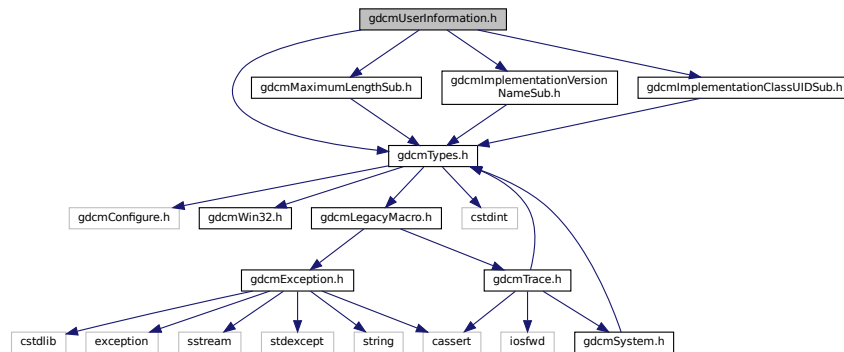 gdcmUserInformation.h
gdcmMaximumLengthSub.h
gdcmImplementationVersion
NameSub.h
gdcmImplementationClassUIDSub.h
gdcmTypes.h
gdcmConfigure.h
gdcmWin32.h
gdcmLegacyMacro.h
cstdint
gdcmException.h
gdcmTrace.h
cstdlib
exception
sstream
stdexcept
string
cassert
iosfwd
gdcmSystem.h